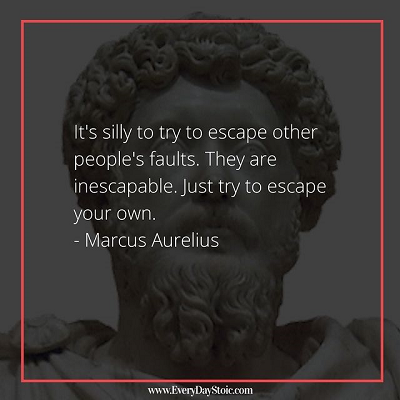 It's silly to try to escape other
people's faults. They are
inescapable. Just try to escape
your own.
- Marcus Aurelius
www.EveryDayStoic.com